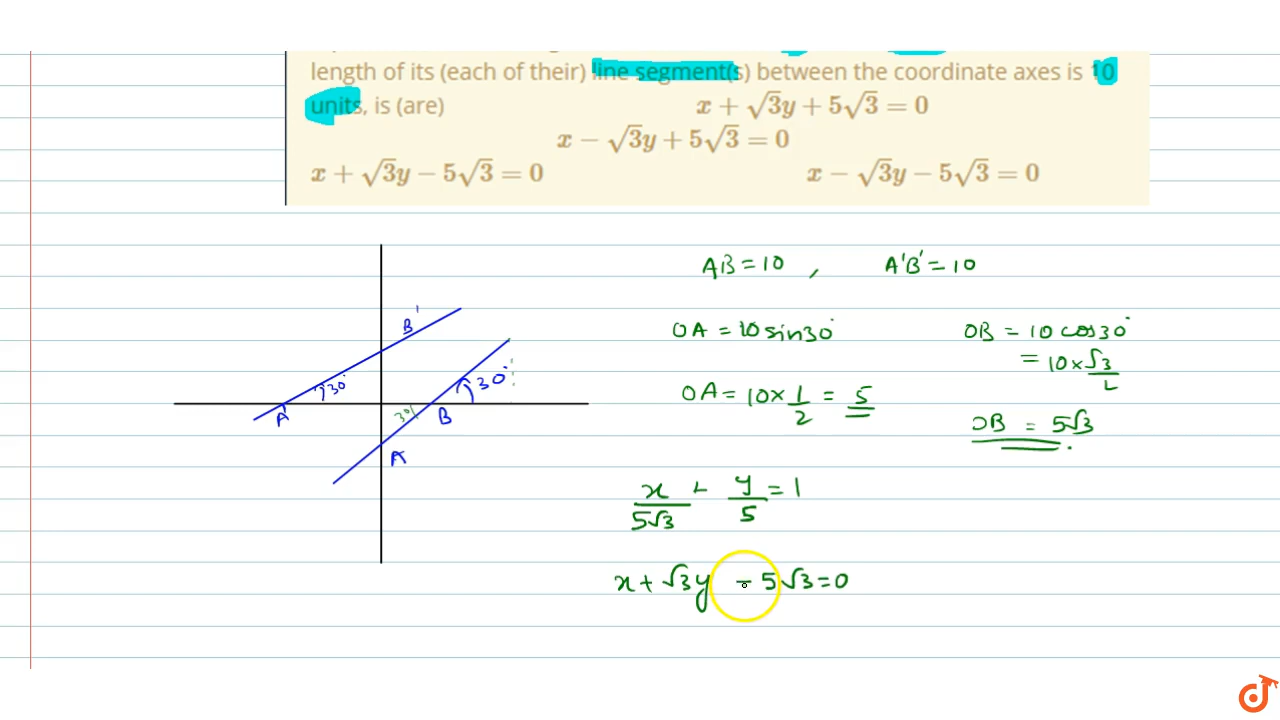 length of its (each of their) line segment(s) between the coordinate axes is 10
units, is (are) x + √3y + 5√3 = 0
x − √3y + 5√3 = 0
x + √3y − 5√3 = 0 x − √3y − 5√3 = 0
AB = 10 , A'B' = 10
OA = 10 sin30° OB = 10 cos30°
= 10 × √3/2
OA = 10 × 1/2 = 5
OB = 5√3
x/5√3 + y/5 = 1
x + √3y − 5√3 = 0
B'
30°
A'
30°
30°
B
A